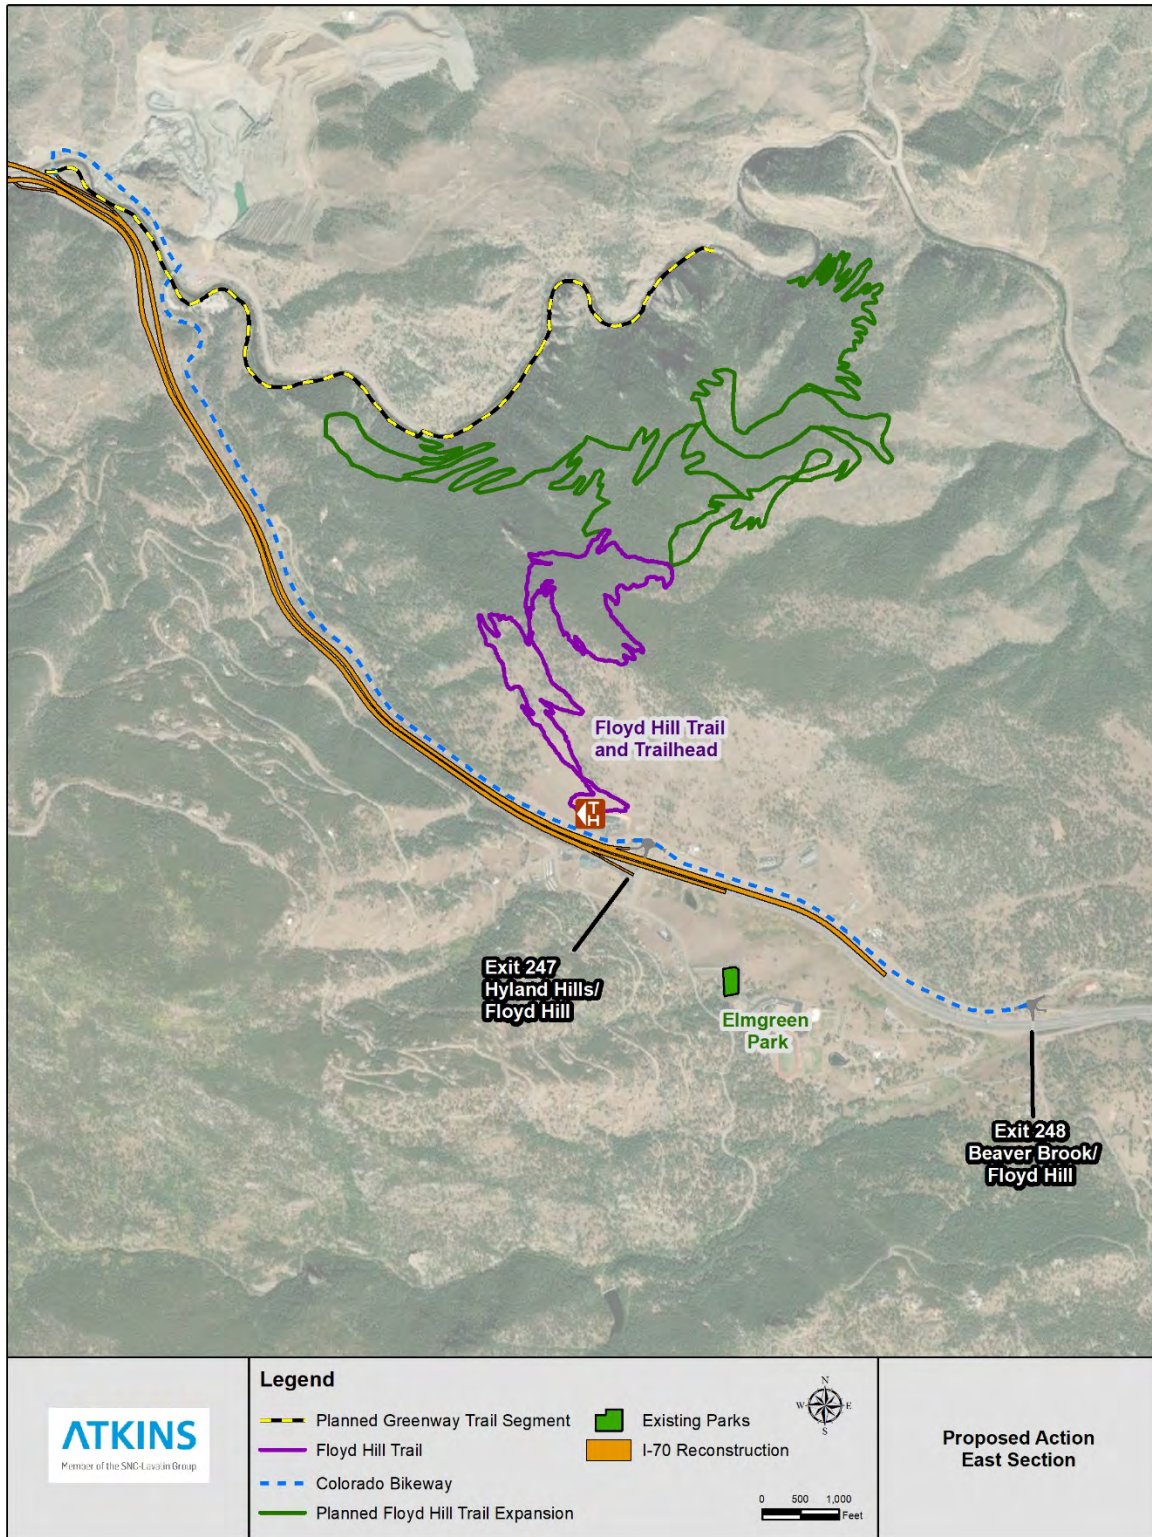 Floyd Hill Trail
and Trailhead
T
H
Exit 247
Hyland Hills/
Floyd Hill
Elmgreen
Park
Exit 248
Beaver Brook/
Floyd Hill
ATKINS
Member of the SNC-Lavalin Group
Legend
Planned Greenway Trail Segment
Floyd Hill Trail
Colorado Bikeway
Planned Floyd Hill Trail Expansion
Existing Parks
I-70 Reconstruction
N
W E
S
0 500 1,000
Feet
Proposed Action
East Section